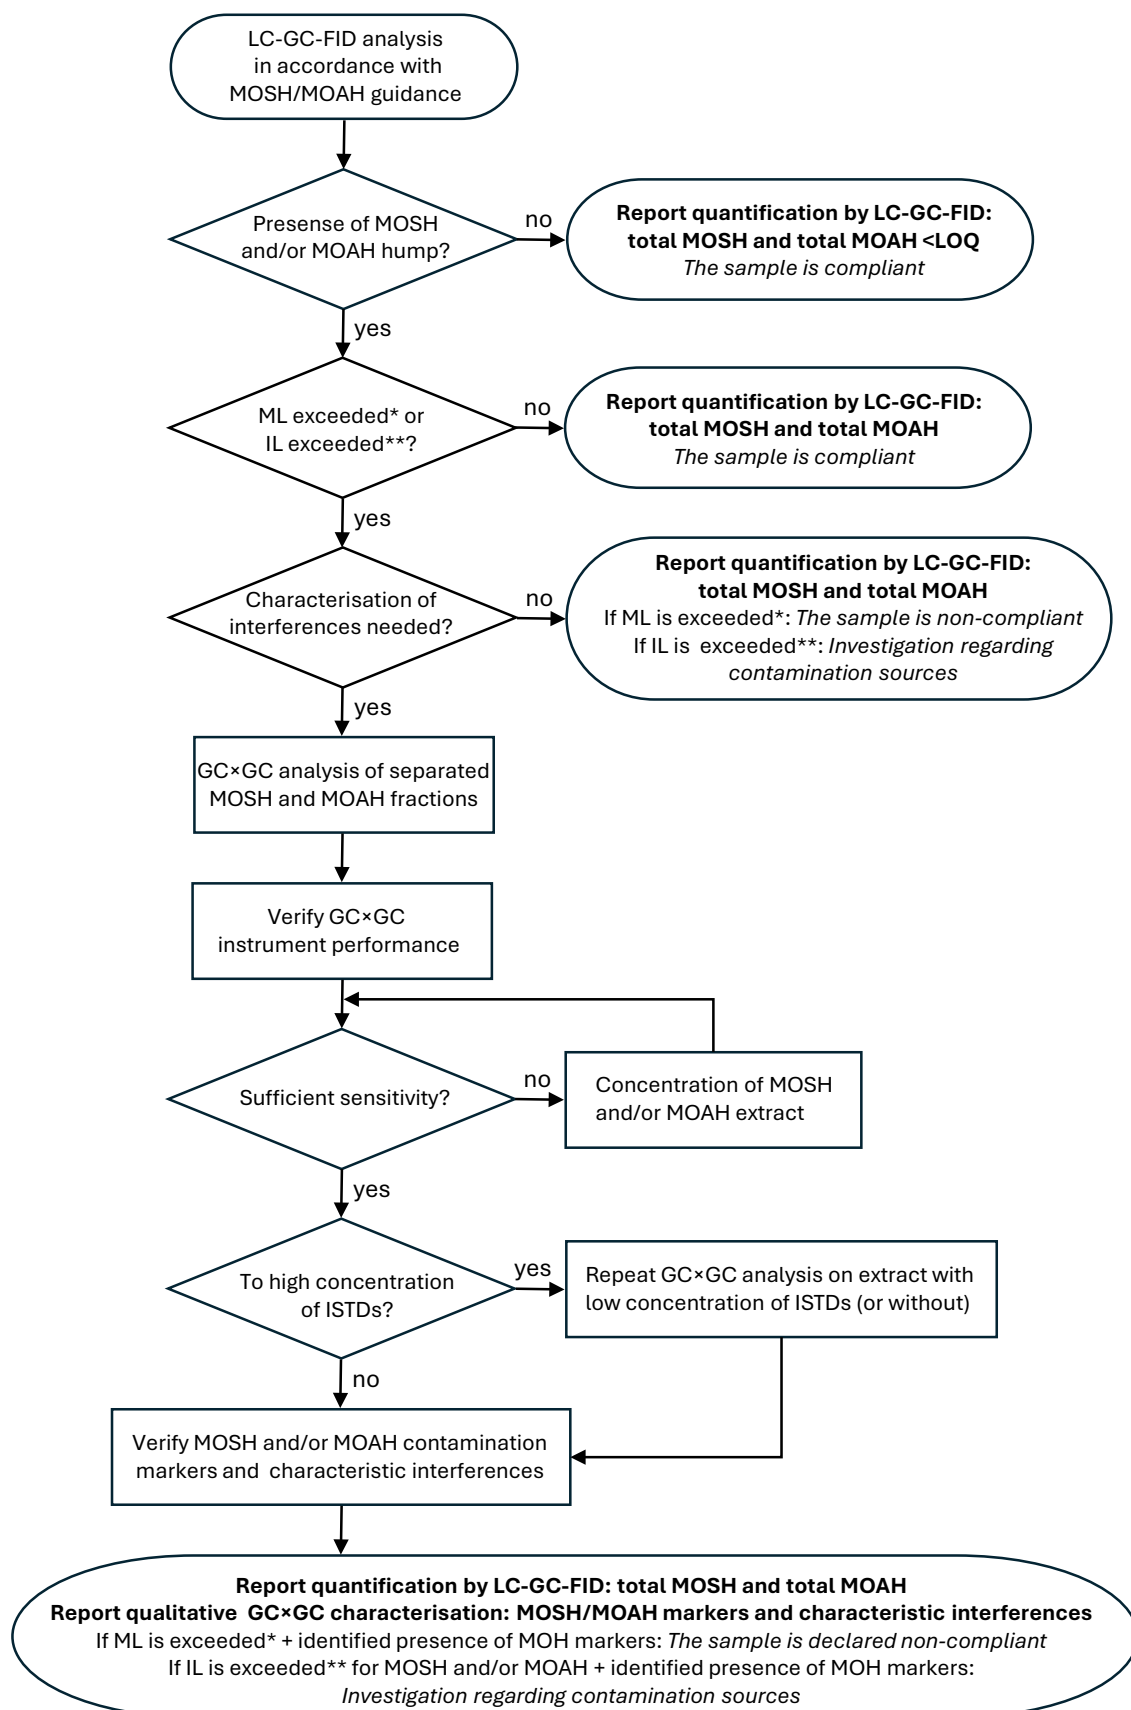 LC-GC-FID analysis
in accordance with
MOSH/MOAH guidance
Presense of MOSH
and/or MOAH hump?
no
Report quantification by LC-GC-FID:
total MOSH and total MOAH <LOQ
The sample is compliant
yes
ML exceeded* or
IL exceeded**?
no
Report quantification by LC-GC-FID:
total MOSH and total MOAH
The sample is compliant
yes
Characterisation of
interferences needed?
no
Report quantification by LC-GC-FID:
total MOSH and total MOAH
If ML is exceeded*: The sample is non-compliant
If IL is exceeded**: Investigation regarding
contamination sources
yes
GC×GC analysis of separated
MOSH and MOAH fractions
Verify GC×GC
instrument performance
Sufficient sensitivity?
no
Concentration of MOSH
and/or MOAH extract
yes
To high concentration
of ISTDs?
yes
Repeat GC×GC analysis on extract with
low concentration of ISTDs (or without)
no
Verify MOSH and/or MOAH contamination
markers and characteristic interferences
Report quantification by LC-GC-FID: total MOSH and total MOAH
Report qualitative GC×GC characterisation: MOSH/MOAH markers and characteristic interferences
If ML is exceeded* + identified presence of MOH markers: The sample is declared non-compliant
If IL is exceeded** for MOSH and/or MOAH + identified presence of MOH markers:
Investigation regarding contamination sources